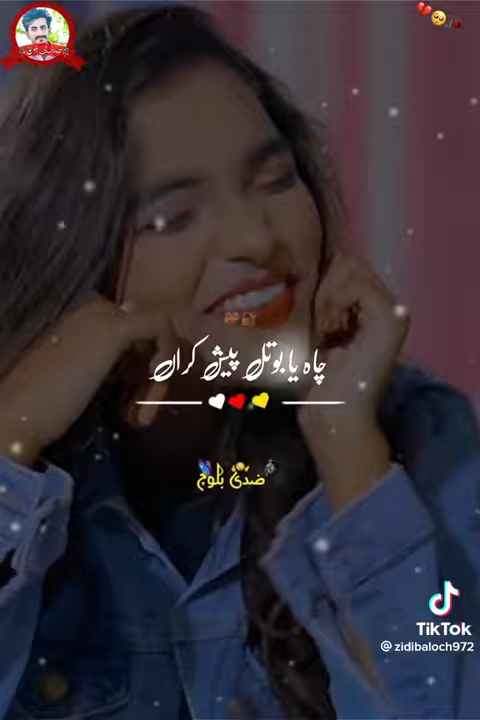 چاہ یا بوتل پیش کراں
ضدی بلوچ
TikTok
@zidibaloch972